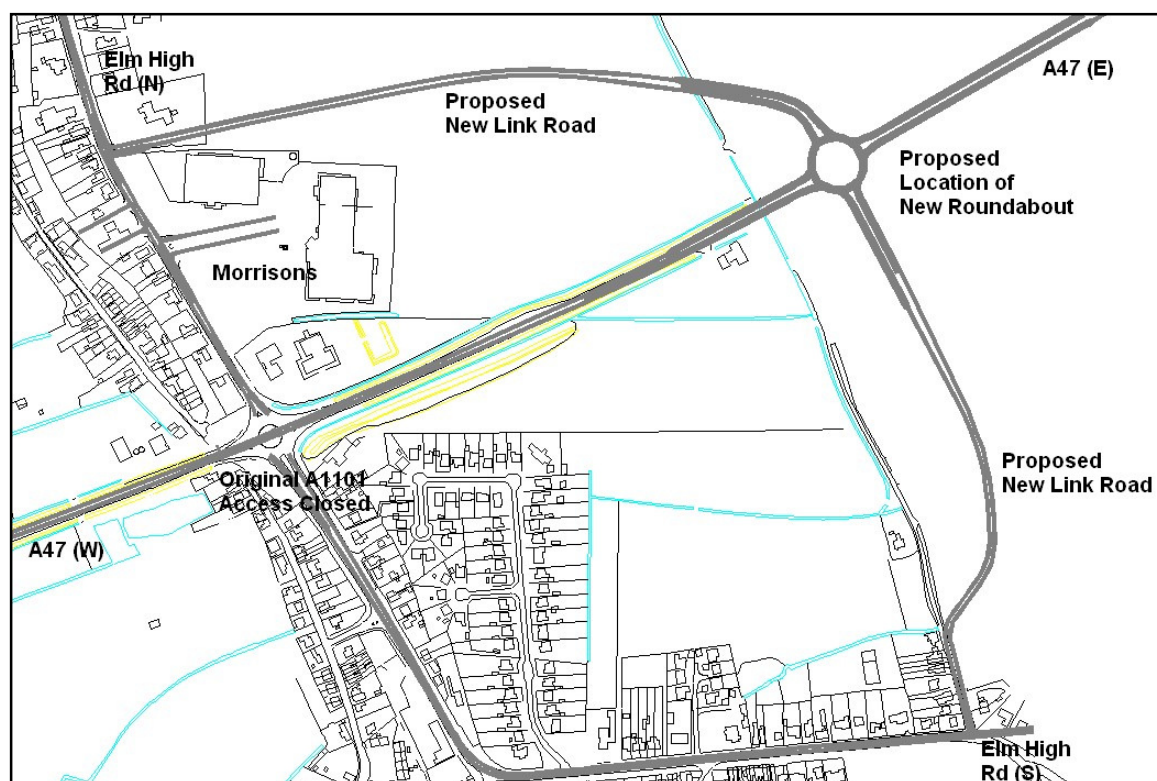 Elm High
Rd (N)
A47 (E)
Proposed
New Link Road
Proposed
Location of
New Roundabout
Morrisons
Original A1101
Access Closed
Proposed
New Link Road
A47 (W)
Elm High
Rd (S)